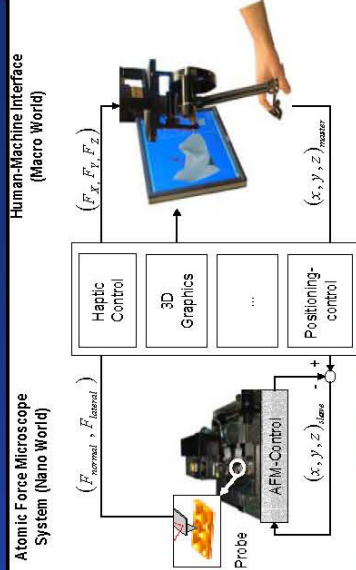 Atomic Force Microscope
System (Nano World)
Human-Machine Interface
(Macro World)
(F_normal , F_lateral)
(F_X, F_Y, F_Z)
Haptic
Control
3D
Graphics
...
Positioning-
control
Probe
AFM-Control
(x, y, z)_slave
- +
(x, y, z)_master